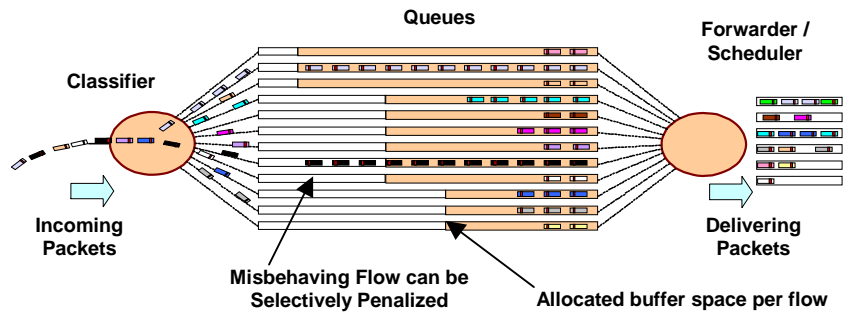 Queues
Forwarder /
Scheduler
Classifier
Incoming
Packets
Delivering
Packets
Misbehaving Flow can be
Selectively Penalized
Allocated buffer space per flow